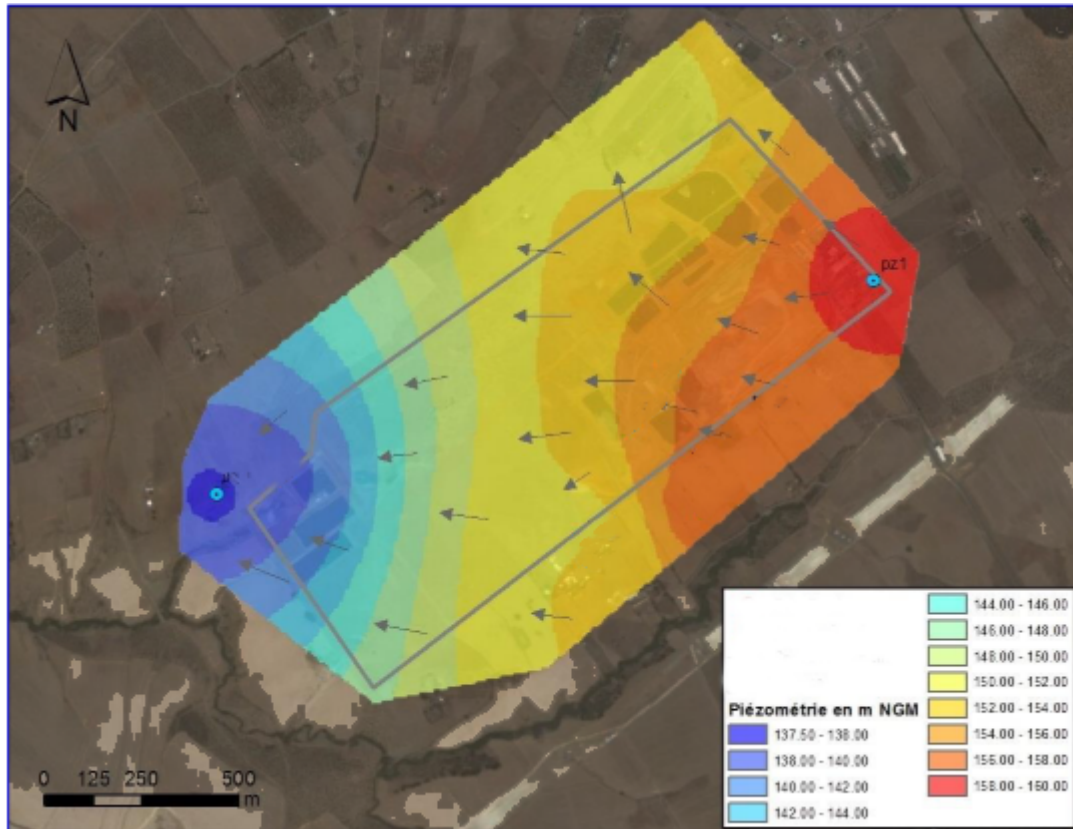 N
pz1
0 125 250 500
m
Piézométrie en m NGM
137.50 - 138.00
138.00 - 140.00
140.00 - 142.00
142.00 - 144.00
144.00 - 146.00
146.00 - 148.00
148.00 - 150.00
150.00 - 152.00
152.00 - 154.00
154.00 - 156.00
156.00 - 158.00
158.00 - 160.00